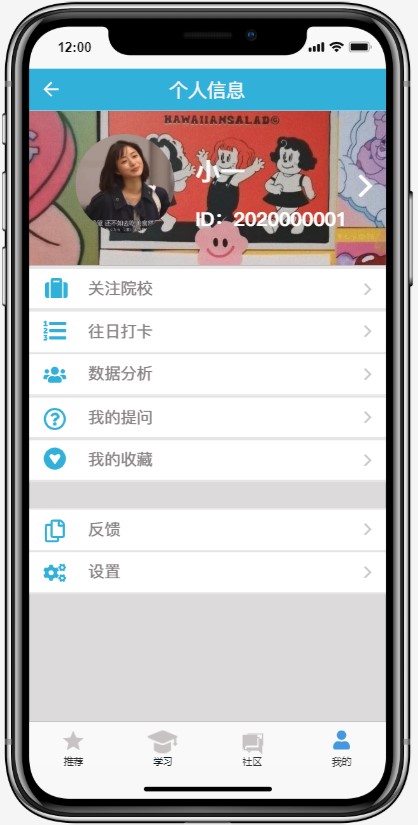 12:00
个人信息
HAWAIIANSALAD®
小一
ID：2020000001
关注院校
往日打卡
数据分析
我的提问
我的收藏
反馈
设置
推荐 学习 社区 我的